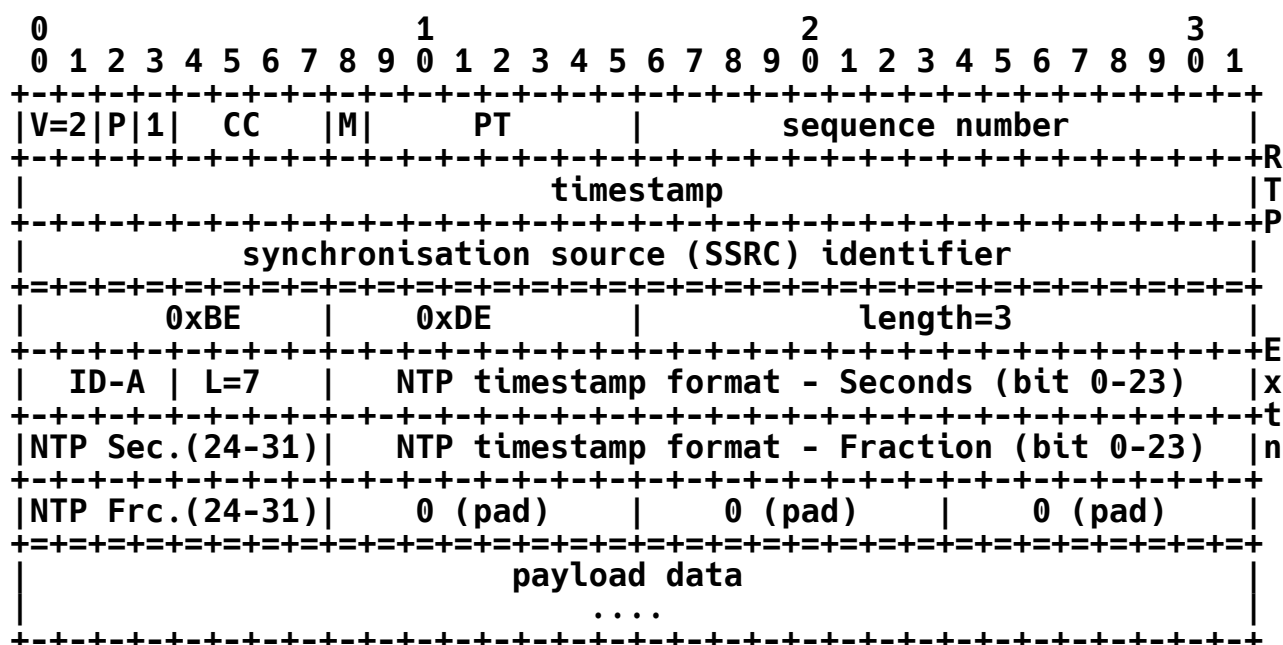 0                   1                   2                   3
 0 1 2 3 4 5 6 7 8 9 0 1 2 3 4 5 6 7 8 9 0 1 2 3 4 5 6 7 8 9 0 1
+-+-+-+-+-+-+-+-+-+-+-+-+-+-+-+-+-+-+-+-+-+-+-+-+-+-+-+-+-+-+-+-+
|V=2|P|1|  CC   |M|     PT      |       sequence number         |
+-+-+-+-+-+-+-+-+-+-+-+-+-+-+-+-+-+-+-+-+-+-+-+-+-+-+-+-+-+-+-+-+R
|                           timestamp                           |T
+-+-+-+-+-+-+-+-+-+-+-+-+-+-+-+-+-+-+-+-+-+-+-+-+-+-+-+-+-+-+-+-+P
|           synchronisation source (SSRC) identifier            |
+=+=+=+=+=+=+=+=+=+=+=+=+=+=+=+=+=+=+=+=+=+=+=+=+=+=+=+=+=+=+=+=+
|       0xBE    |    0xDE       |           length=3            |
+-+-+-+-+-+-+-+-+-+-+-+-+-+-+-+-+-+-+-+-+-+-+-+-+-+-+-+-+-+-+-+-+E
|  ID-A | L=7   |   NTP timestamp format - Seconds (bit 0-23)   |x
+-+-+-+-+-+-+-+-+-+-+-+-+-+-+-+-+-+-+-+-+-+-+-+-+-+-+-+-+-+-+-+-+t
|NTP Sec.(24-31)|   NTP timestamp format - Fraction (bit 0-23)  |n
+-+-+-+-+-+-+-+-+-+-+-+-+-+-+-+-+-+-+-+-+-+-+-+-+-+-+-+-+-+-+-+-+
|NTP Frc.(24-31)|    0 (pad)    |    0 (pad)    |    0 (pad)    |
+=+=+=+=+=+=+=+=+=+=+=+=+=+=+=+=+=+=+=+=+=+=+=+=+=+=+=+=+=+=+=+=+
|                         payload data                          |
|                             ....                              |
+-+-+-+-+-+-+-+-+-+-+-+-+-+-+-+-+-+-+-+-+-+-+-+-+-+-+-+-+-+-+-+-+